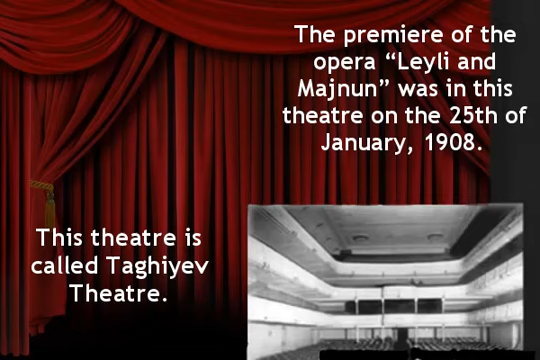 The premiere of the
opera “Leyli and
Majnun” was in this
theatre on the 25th of
January, 1908.
This theatre is
called Taghiyev
Theatre.